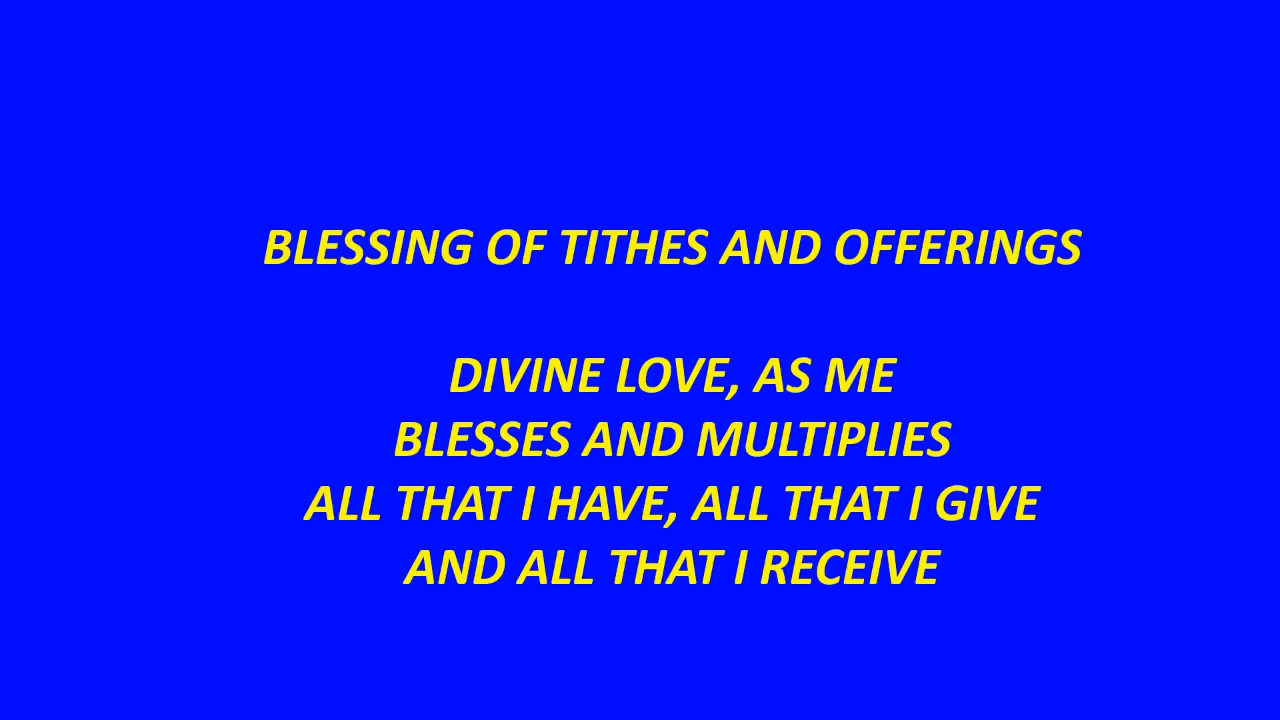 BLESSING OF TITHES AND OFFERINGS
DIVINE LOVE, AS ME
BLESSES AND MULTIPLIES
ALL THAT I HAVE, ALL THAT I GIVE
AND ALL THAT I RECEIVE